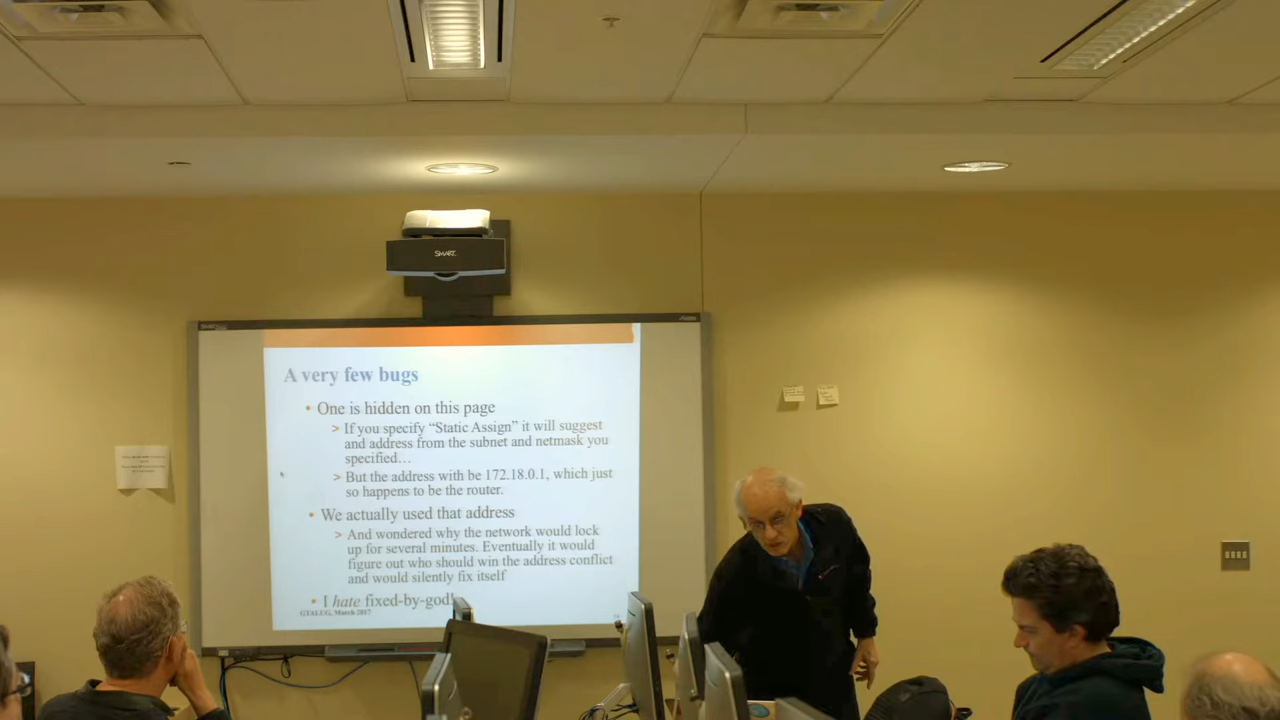 SMART
A very few bugs
• One is hidden on this page
> If you specify “Static Assign” it will suggest
and address from the subnet and netmask you
specified…
> But the address with be 172.18.0.1, which just
so happens to be the router.
• We actually used that address
> And wondered why the network would lock
up for several minutes. Eventually it would
figure out who should win the address conflict
and would silently fix itself
• I hate fixed-by-god!
GTALUG, March 2017